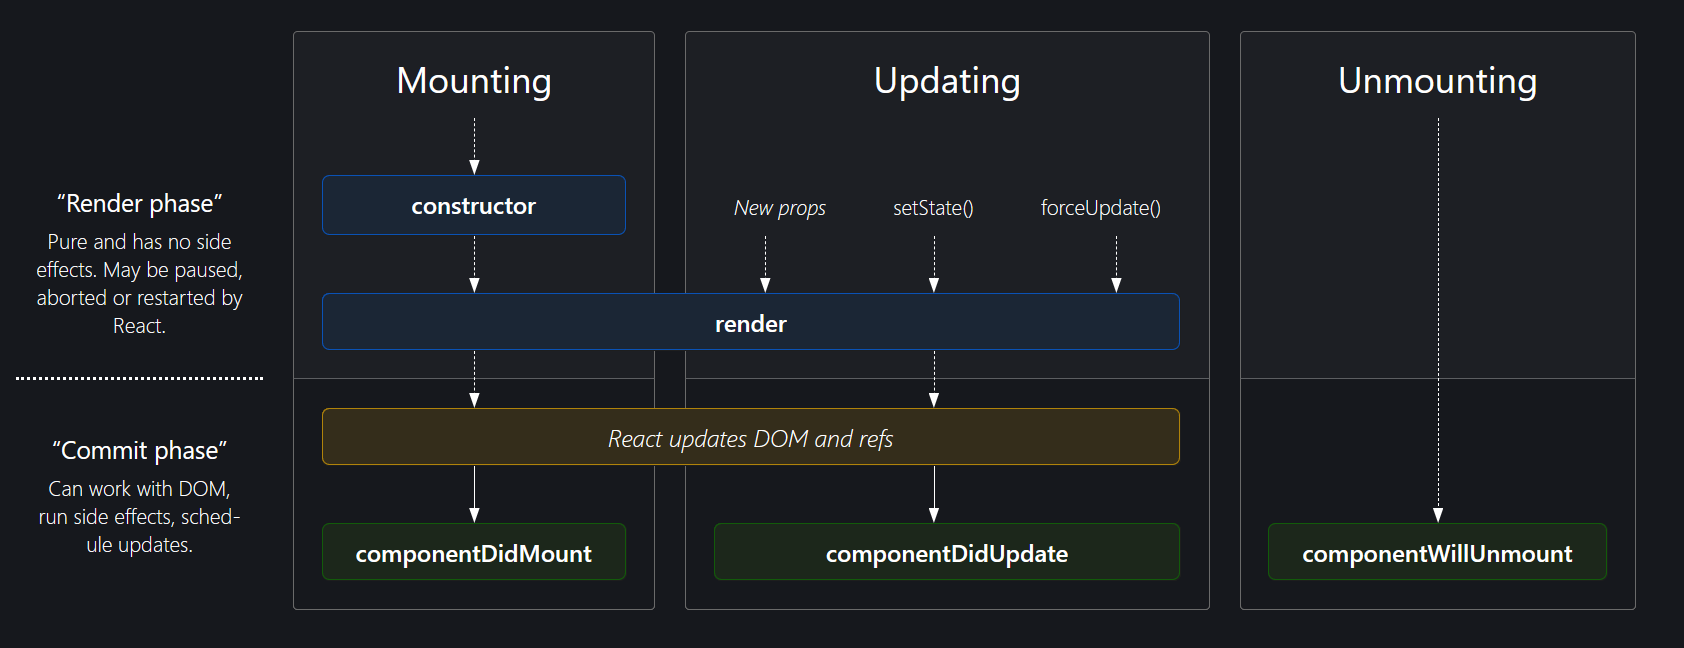 Mounting
Updating
Unmounting
“Render phase”
Pure and has no side
effects. May be paused,
aborted or restarted by
React.
constructor
New props
setState()
forceUpdate()
render
“Commit phase”
Can work with DOM,
run side effects, sched-
ule updates.
React updates DOM and refs
componentDidMount
componentDidUpdate
componentWillUnmount